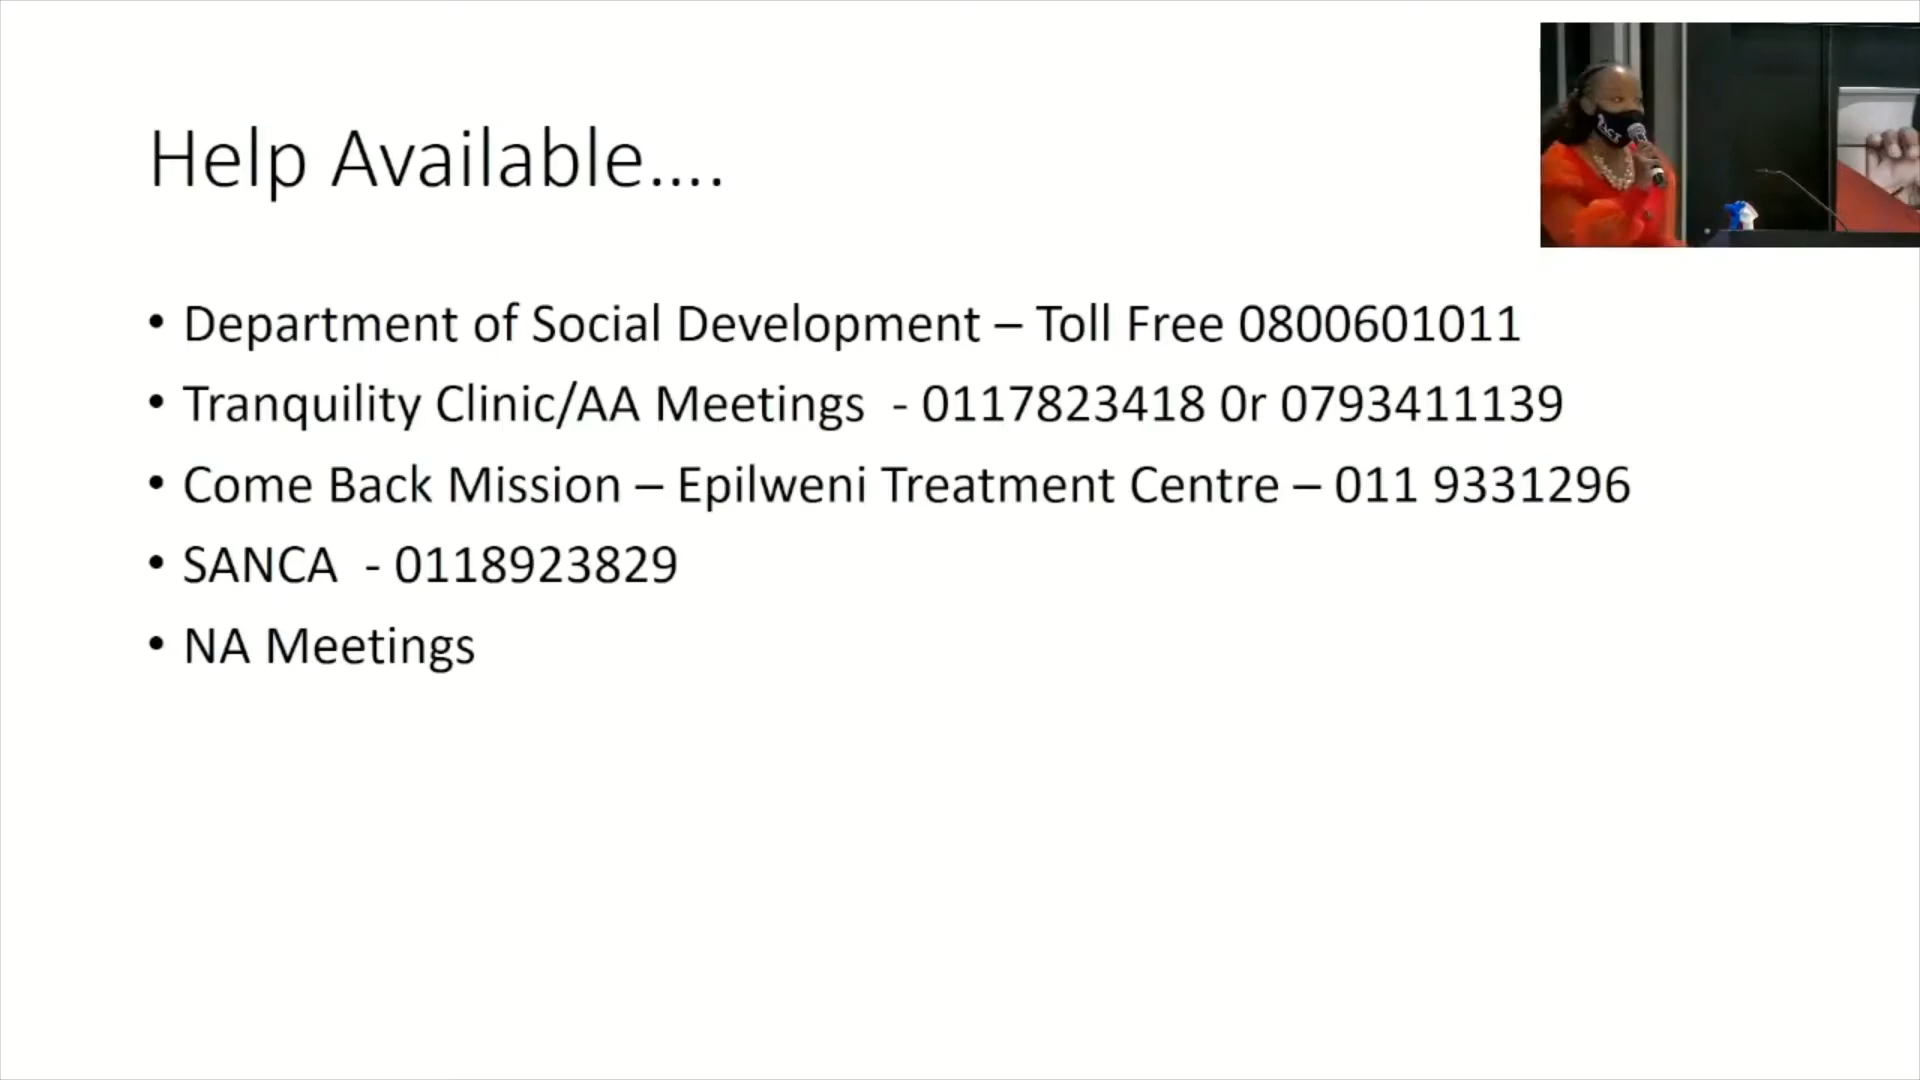 Help Available....
• Department of Social Development – Toll Free 0800601011
• Tranquility Clinic/AA Meetings - 0117823418 0r 0793411139
• Come Back Mission – Epilweni Treatment Centre – 011 9331296
• SANCA - 0118923829
• NA Meetings